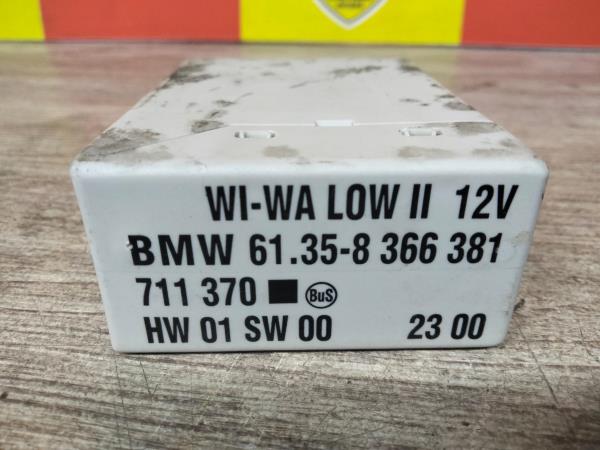 WI-WA LOW II 12V
BMW 61.35-8 366 381
711 370 BuS
HW 01 SW 00 23 00